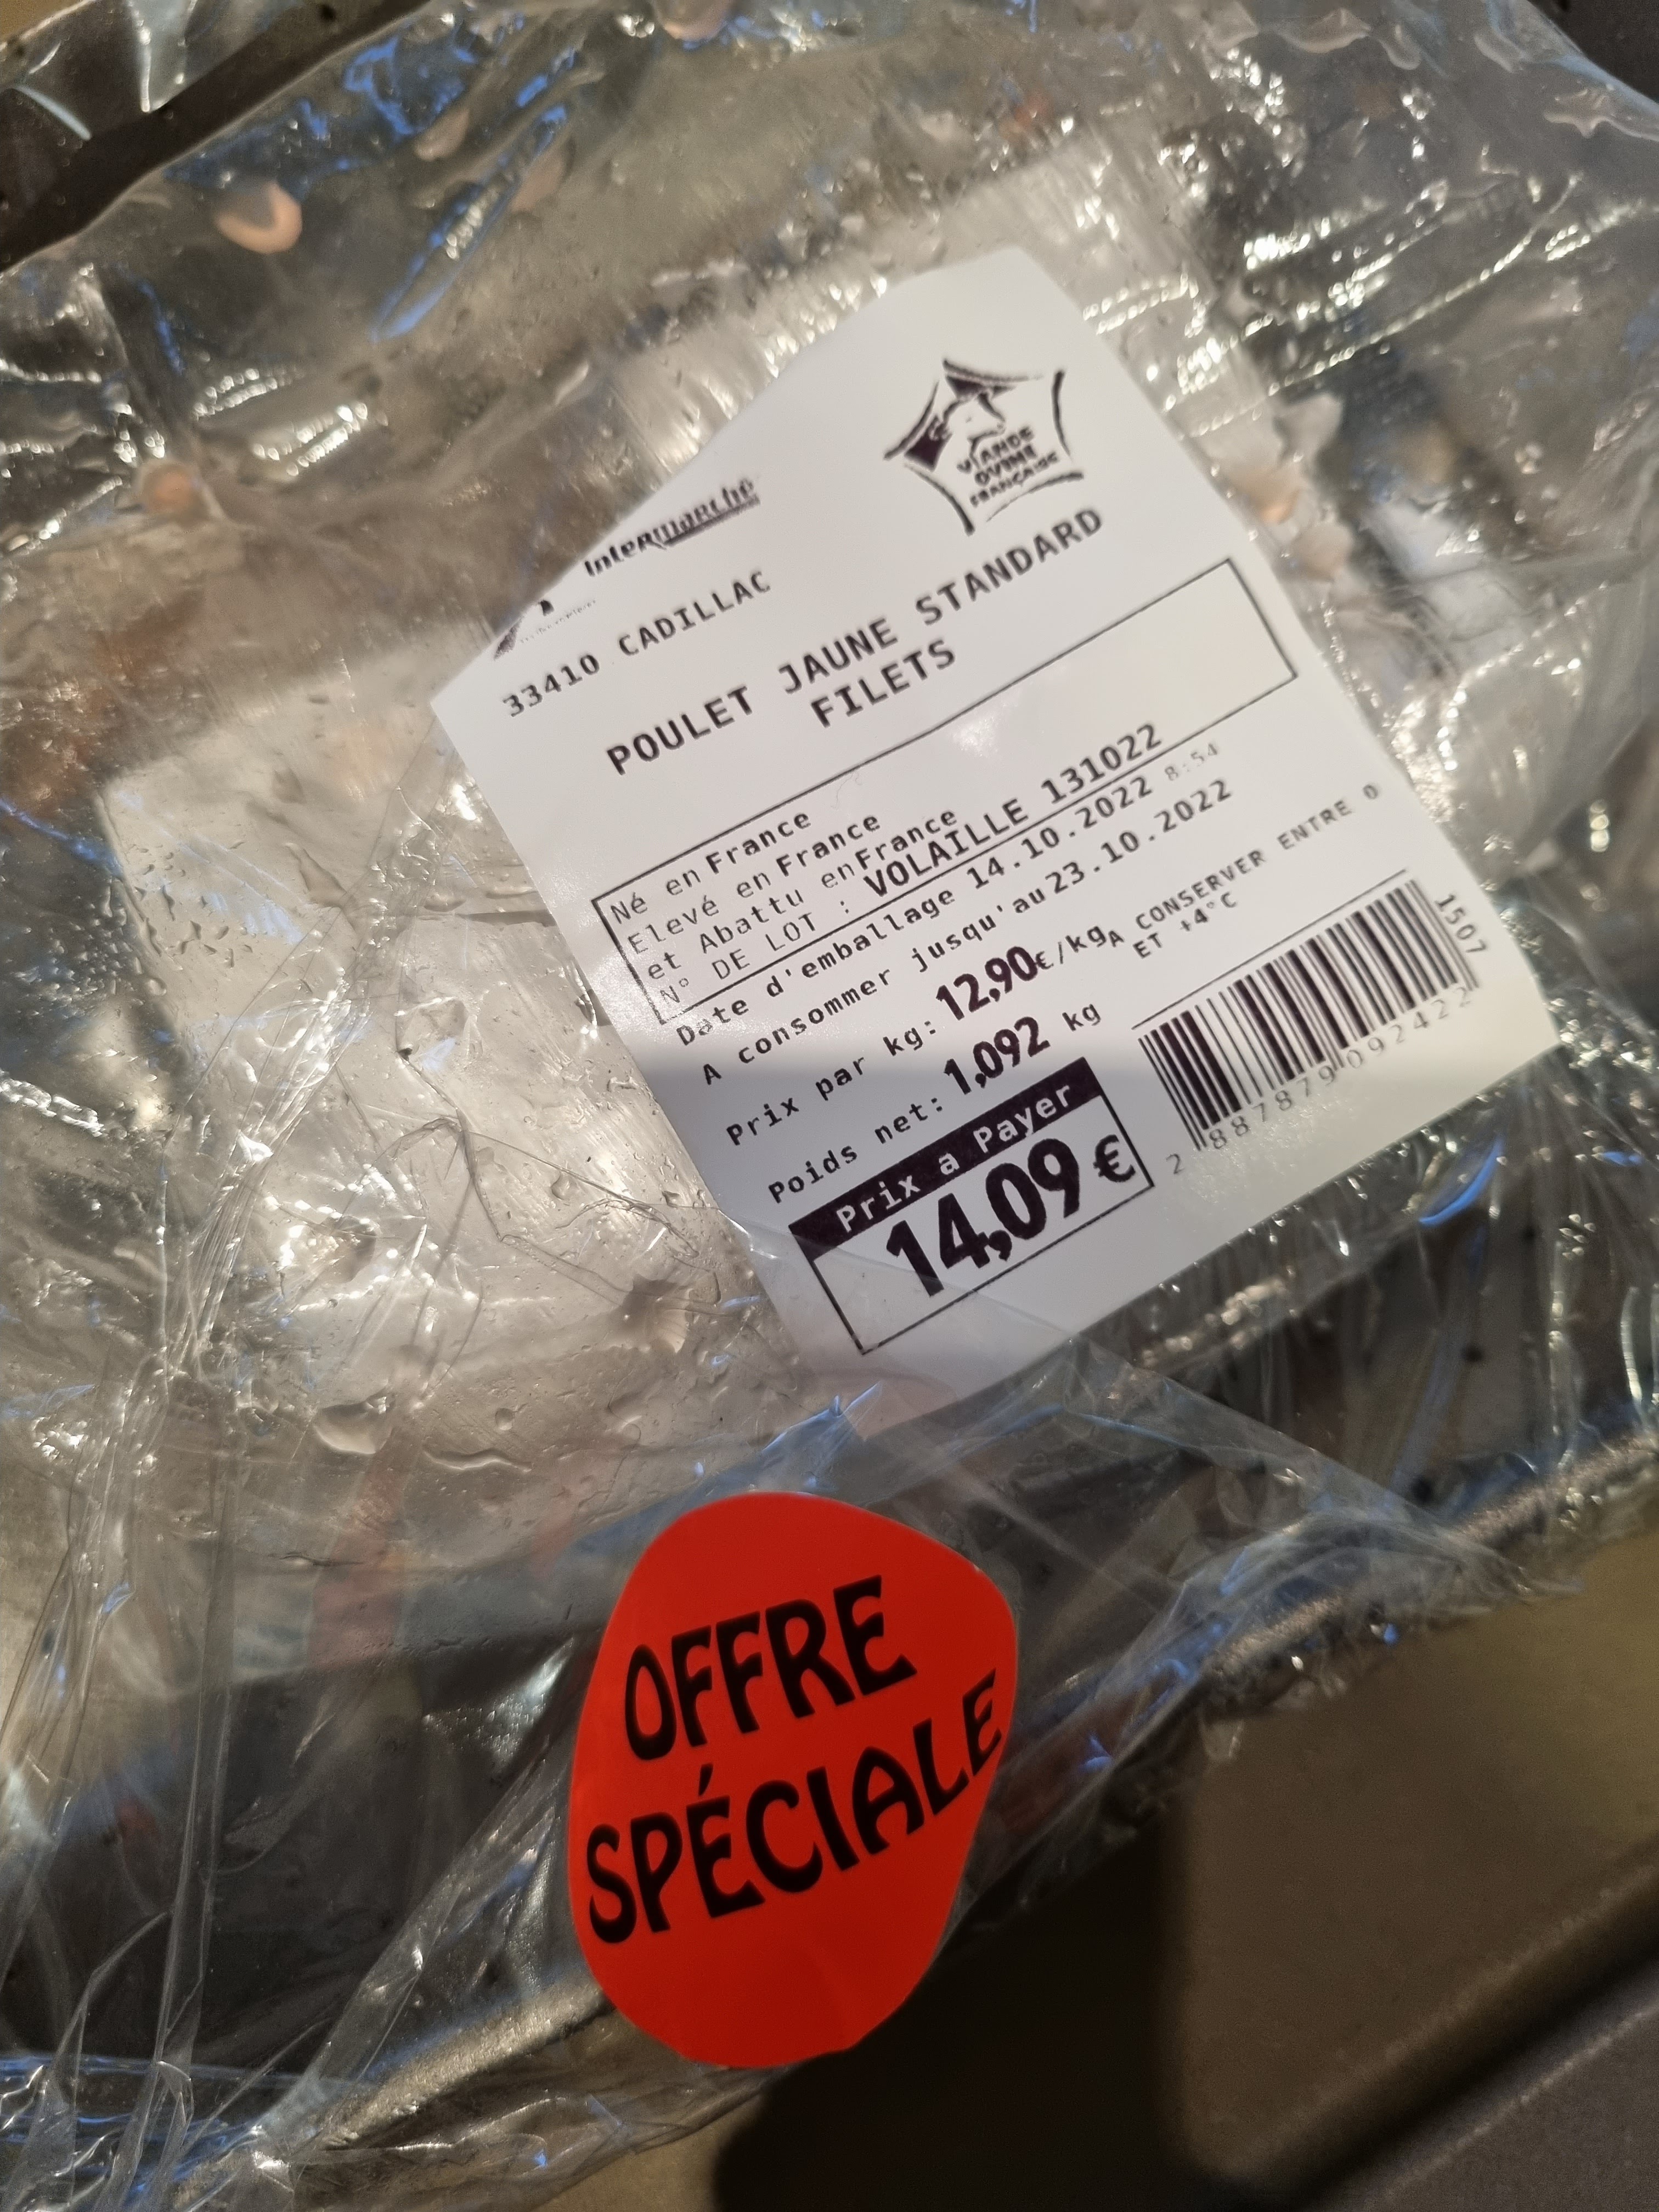 Intermarché
33410 CADILLAC
VIANDE
OVINE
FRANÇAISE
POULET JAUNE STANDARD
FILETS
Né en France
Elevé en France
et Abattu en France
N° DE LOT : VOLAILLE 131022
Date d'emballage 14.10.2022 8:54
A consommer jusqu'au 23.10.2022
Prix par kg: 12,90€/kg
A CONSERVER ENTRE 0
ET +4°C
Poids net: 1,092 kg
Prix a Payer
14,09 €
1507
2 887879 092422
OFFRE
SPÉCIALE